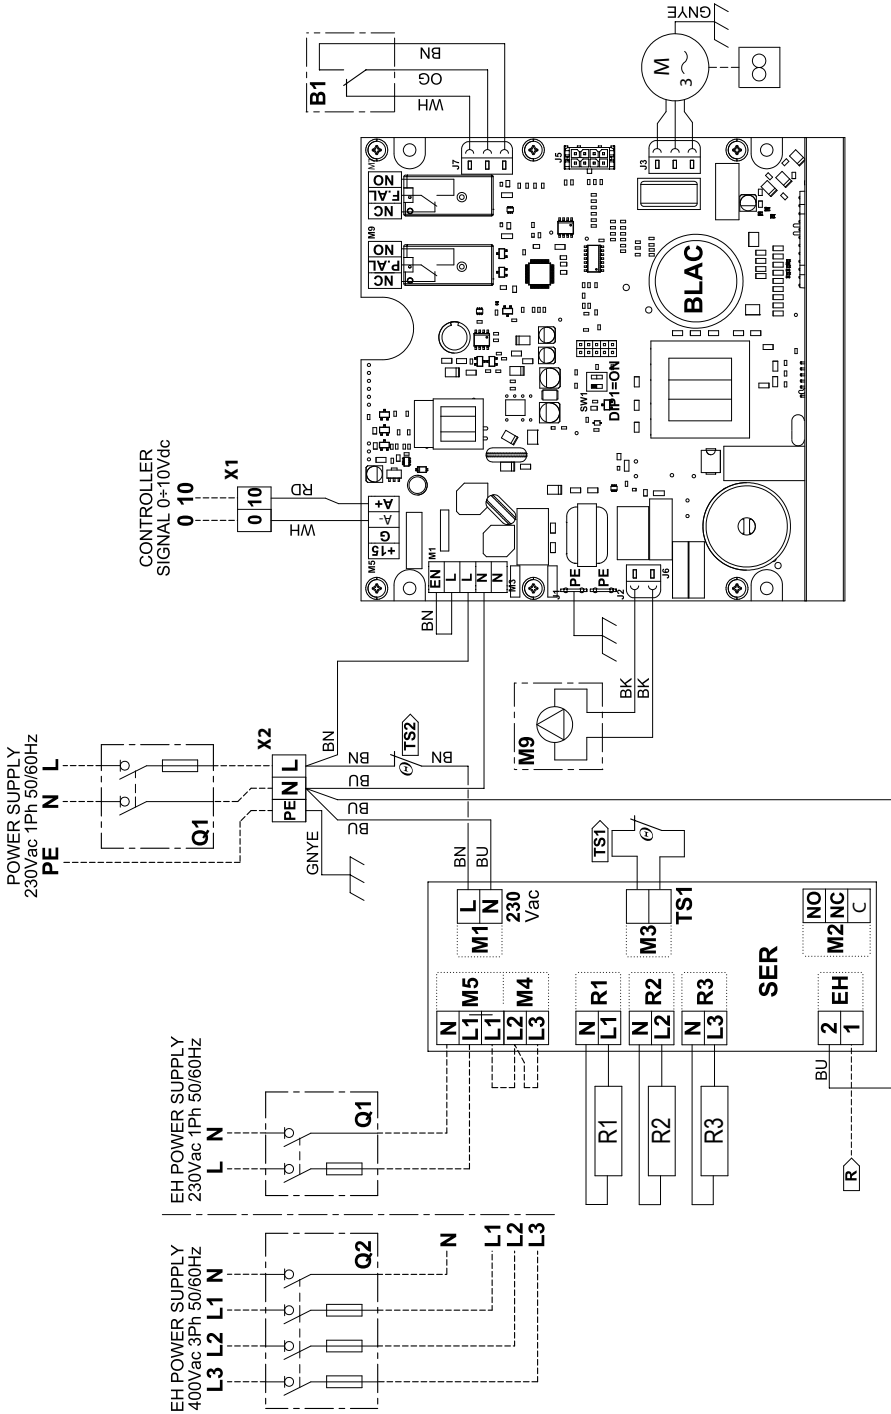 GNYE
M
3
BN
OG
WH
B1
J7
J5
J3
M7
NO
F.AL
NC
M9
NO
P.AL
NC
BLAC
SW1
DIP1=ON
CONTROLLER
SIGNAL 0÷10Vdc
0 10
X1
0 10
RD
WH
A+
A-
G
+15
M5
M1
EN
L
L
N
N
M3
BN
J1
PE
PE
J2
J6
BK
BK
M9
POWER SUPPLY
230Vac 1Ph 50/60Hz
PE
N
L
Q1
X2
PE N L
BN
BN
TS2
BN
BU
BU
BU
GNYE
BN
BU
L
N
M1
230
Vac
TS1
M3
TS1
NO
NC
C
M2
SER
M5
M4
N
L1
L1
L2
L3
R1
N
L1
R2
N
L2
R3
N
L3
EH
2
1
BU
R
R1
R2
R3
EH POWER SUPPLY
230Vac 1Ph 50/60Hz
L
N
Q1
EH POWER SUPPLY
400Vac 3Ph 50/60Hz
L3 L2 L1 N
Q2
N
L1
L2
L3